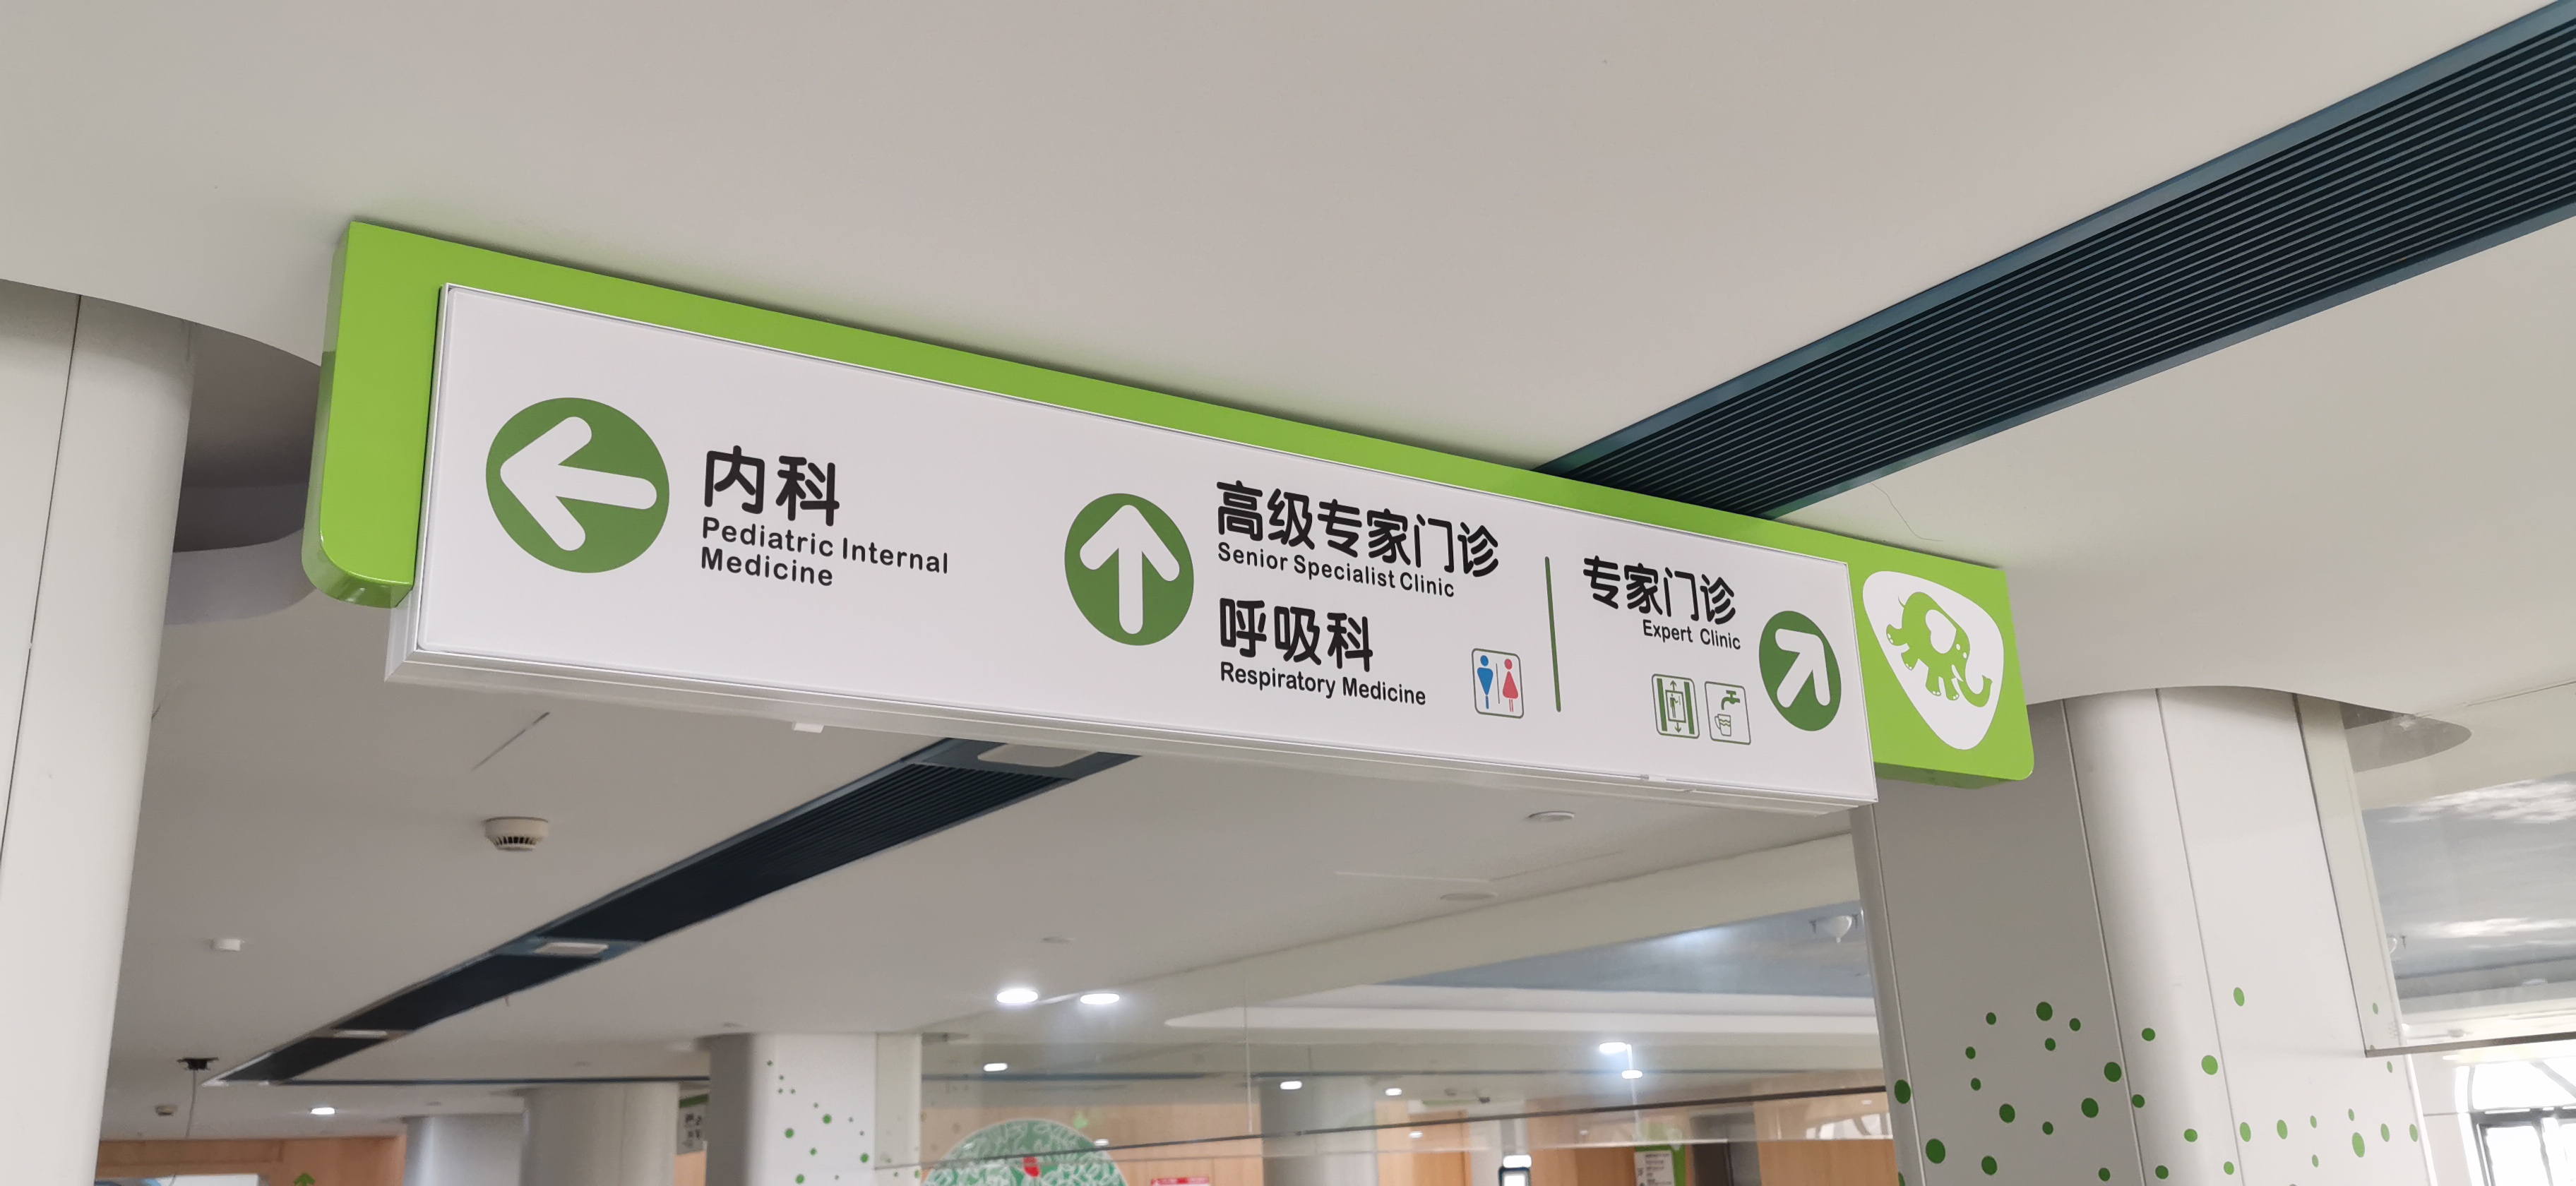 内科
Pediatric Internal
Medicine
高级专家门诊
Senior Specialist Clinic
呼吸科
Respiratory Medicine
专家门诊
Expert Clinic